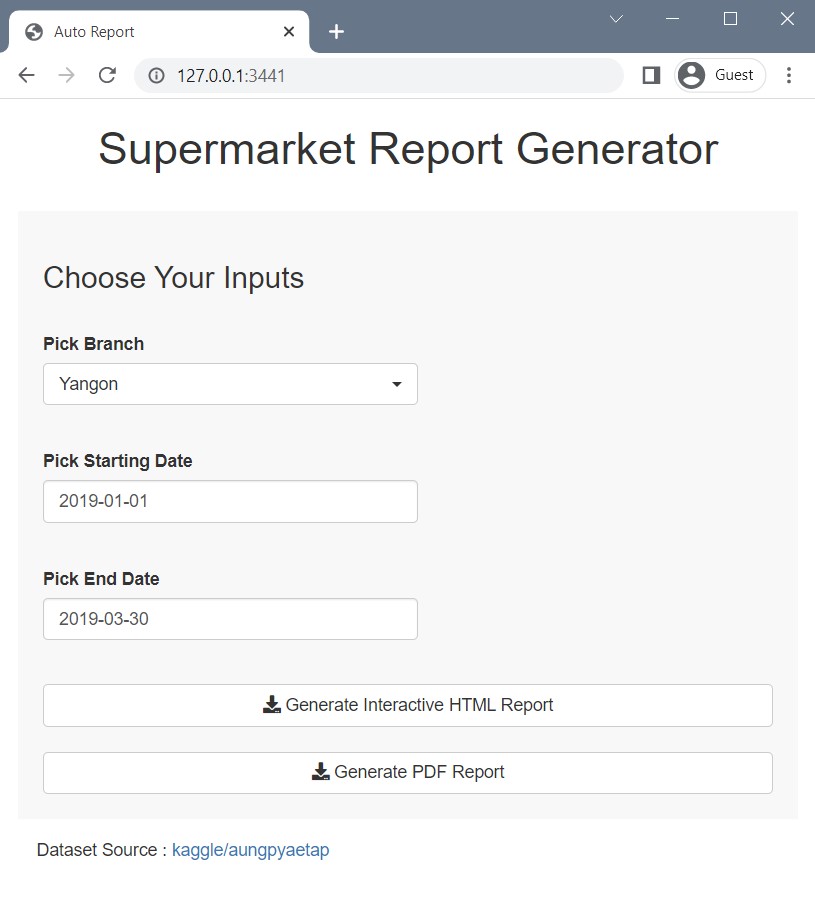 Auto Report
127.0.0.1:3441
Guest
Supermarket Report Generator
Choose Your Inputs
Pick Branch
Yangon
Pick Starting Date
2019-01-01
Pick End Date
2019-03-30
Generate Interactive HTML Report
Generate PDF Report
Dataset Source : kaggle/aungpyaetap